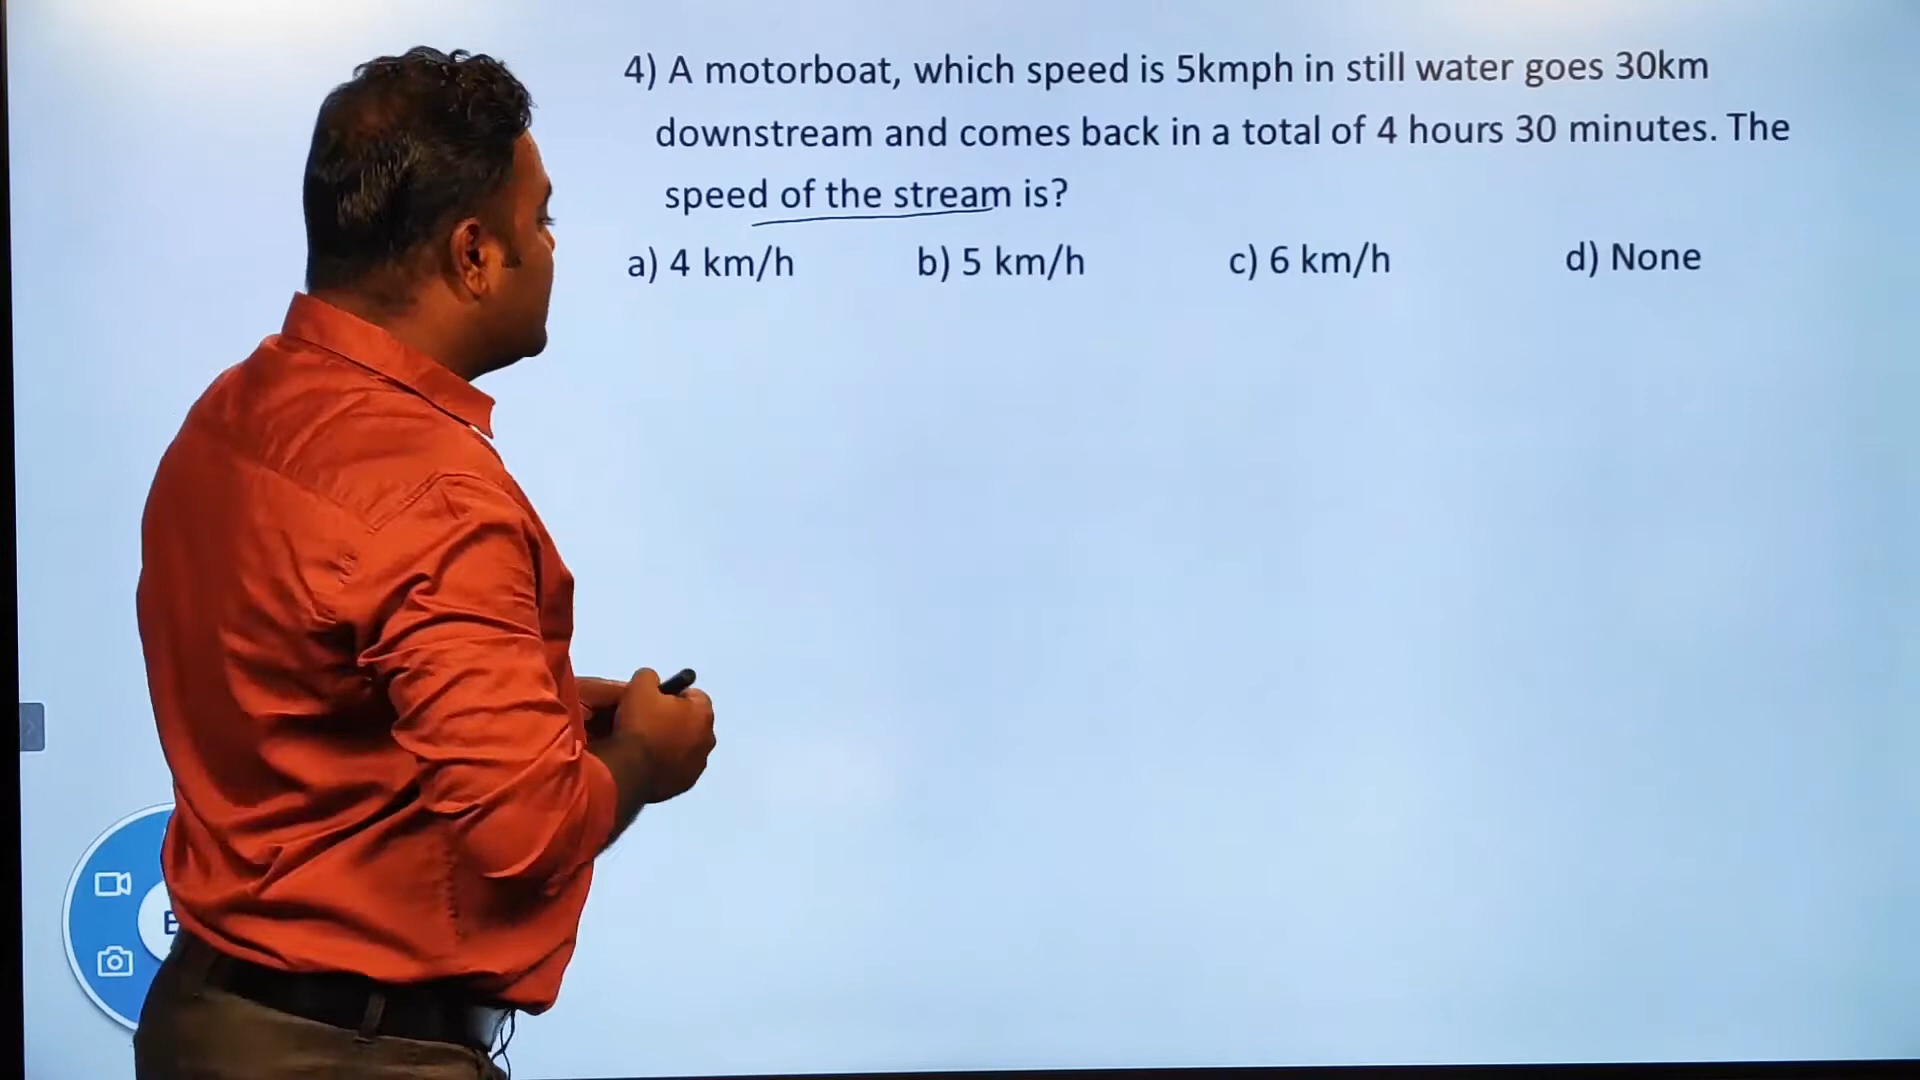 4) A motorboat, which speed is 5kmph in still water goes 30km
downstream and comes back in a total of 4 hours 30 minutes. The
speed of the stream is?
a) 4 km/h b) 5 km/h c) 6 km/h d) None